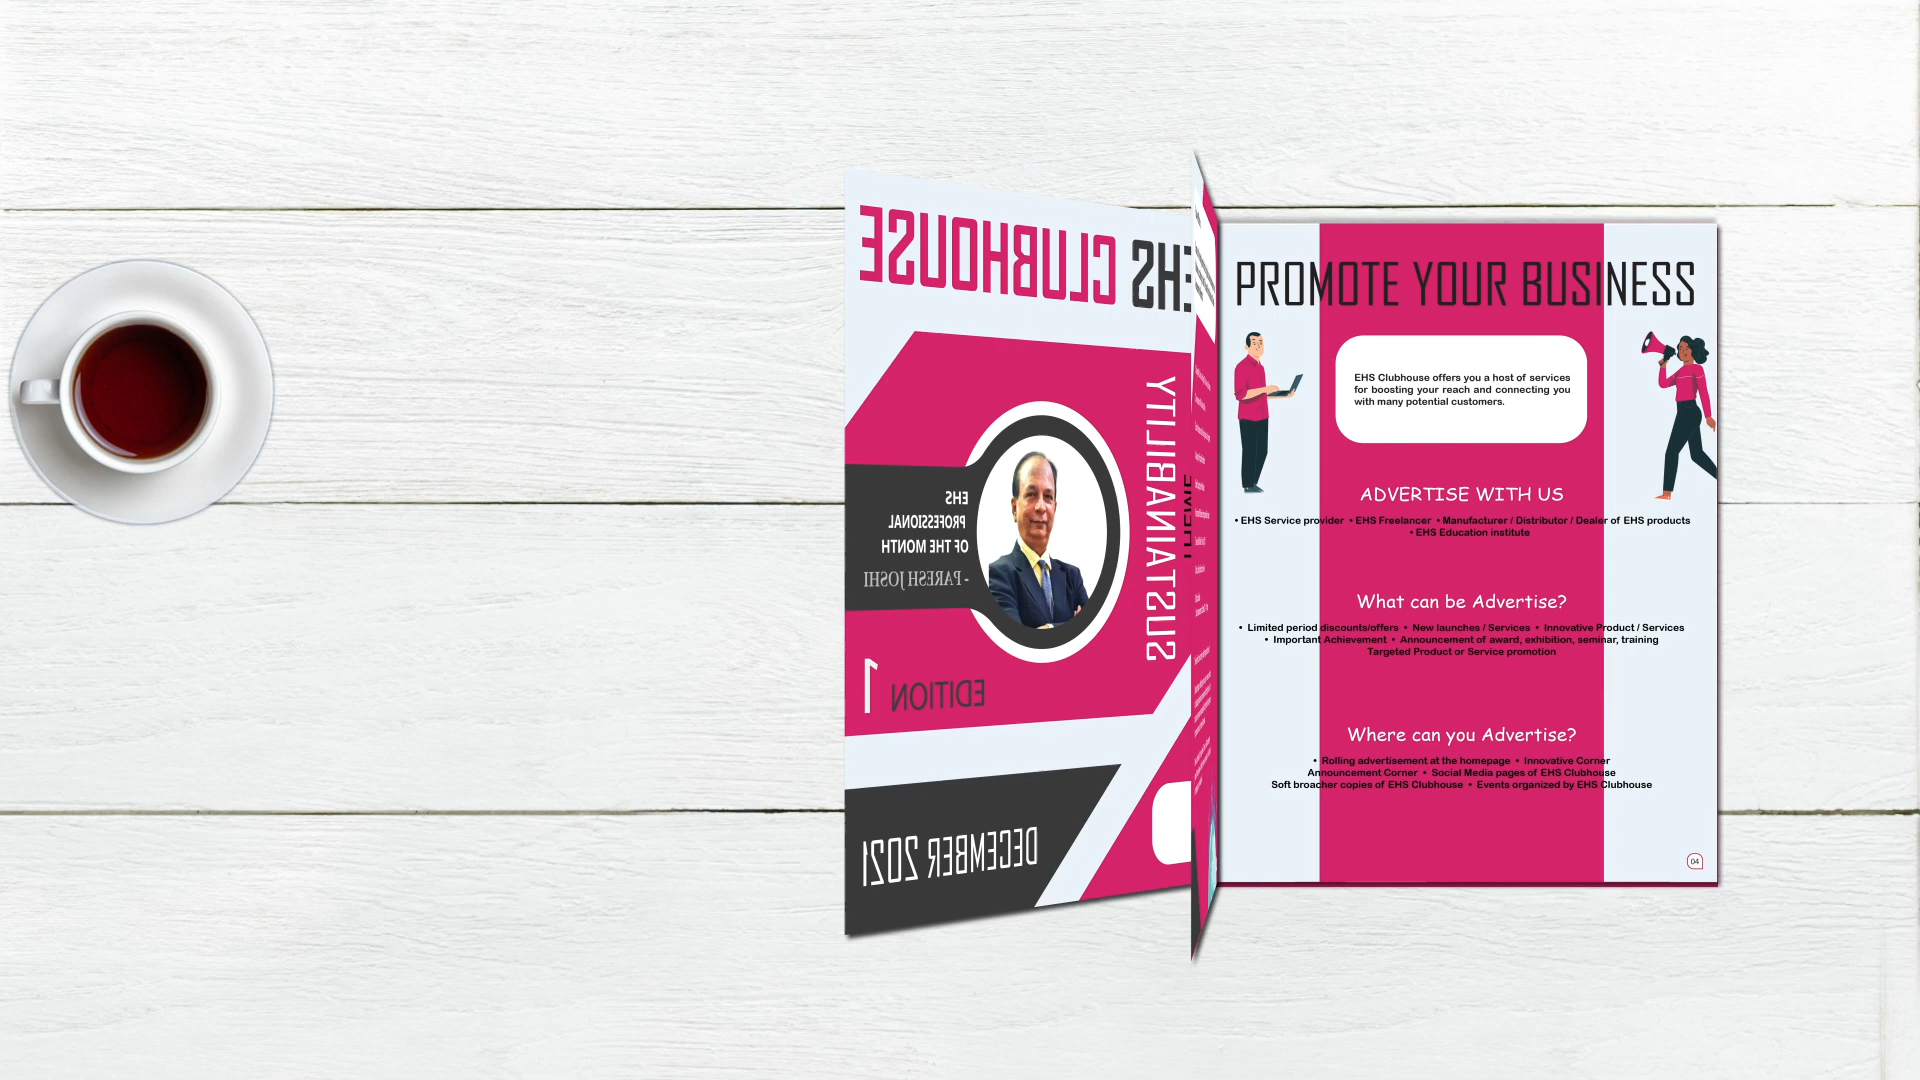 EHS CLUBHOUSE
SUSTAINABILITY
THEME
EHS
PROFESSIONAL
OF THE MONTH
- PARESH JOSHI
EDITION 1
DECEMBER 2021
PROMOTE YOUR BUSINESS
EHS Clubhouse offers you a host of services
for boosting your reach and connecting you
with many potential customers.
ADVERTISE WITH US
• EHS Service provider • EHS Freelancer • Manufacturer / Distributor / Dealer of EHS products
• EHS Education institute
What can be Advertise?
• Limited period discounts/offers • New launches / Services • Innovative Product / Services
• Important Achievement • Announcement of award, exhibition, seminar, training
Targeted Product or Service promotion
Where can you Advertise?
• Rolling advertisement at the homepage • Innovative Corner
Announcement Corner • Social Media pages of EHS Clubhouse
Soft broacher copies of EHS Clubhouse • Events organized by EHS Clubhouse
04